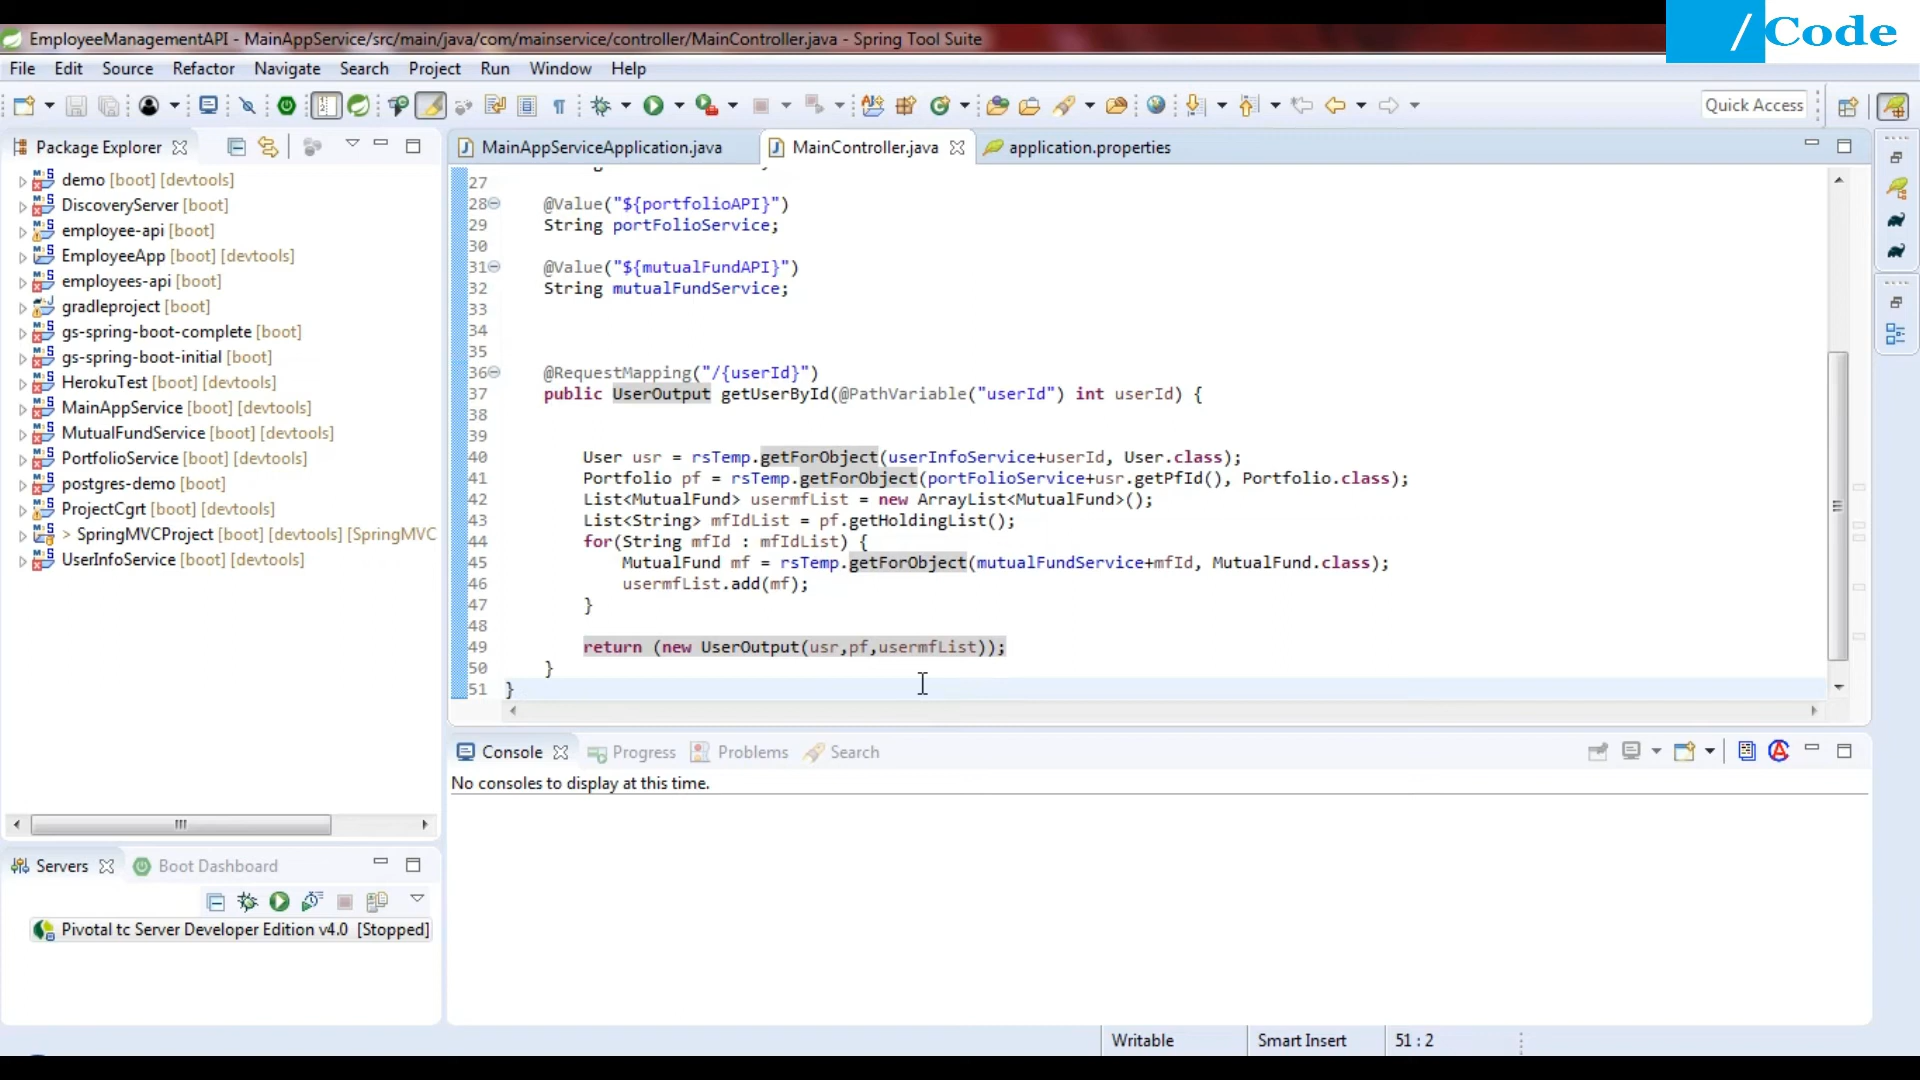 /Code
EmployeeManagementAPI - MainAppService/src/main/java/com/mainservice/controller/MainController.java - Spring Tool Suite
File Edit Source Refactor Navigate Search Project Run Window Help
Quick Access
Package Explorer
demo [boot] [devtools]
DiscoveryServer [boot]
employee-api [boot]
EmployeeApp [boot] [devtools]
employees-api [boot]
gradleproject [boot]
gs-spring-boot-complete [boot]
gs-spring-boot-initial [boot]
HerokuTest [boot] [devtools]
MainAppService [boot] [devtools]
MutualFundService [boot] [devtools]
PortfolioService [boot] [devtools]
postgres-demo [boot]
ProjectCgrt [boot] [devtools]
> SpringMVCProject [boot] [devtools] [SpringMVC
UserInfoService [boot] [devtools]
Servers Boot Dashboard
Pivotal tc Server Developer Edition v4.0 [Stopped]
MainAppServiceApplication.java MainController.java application.properties
27
28 @Value("${portfolioAPI}")
29 String portFolioService;
30
31 @Value("${mutualFundAPI}")
32 String mutualFundService;
33
34
35
36 @RequestMapping("/{userId}")
37 public UserOutput getUserById(@PathVariable("userId") int userId) {
38
39
40 User usr = rsTemp.getForObject(userInfoService+userId, User.class);
41 Portfolio pf = rsTemp.getForObject(portFolioService+usr.getPfId(), Portfolio.class);
42 List<MutualFund> usermfList = new ArrayList<MutualFund>();
43 List<String> mfIdList = pf.getHoldingList();
44 for(String mfId : mfIdList) {
45 MutualFund mf = rsTemp.getForObject(mutualFundService+mfId, MutualFund.class);
46 usermfList.add(mf);
47 }
48
49 return (new UserOutput(usr,pf,usermfList));
50 }
51 }
Console Progress Problems Search
No consoles to display at this time.
Writable Smart Insert 51 : 2